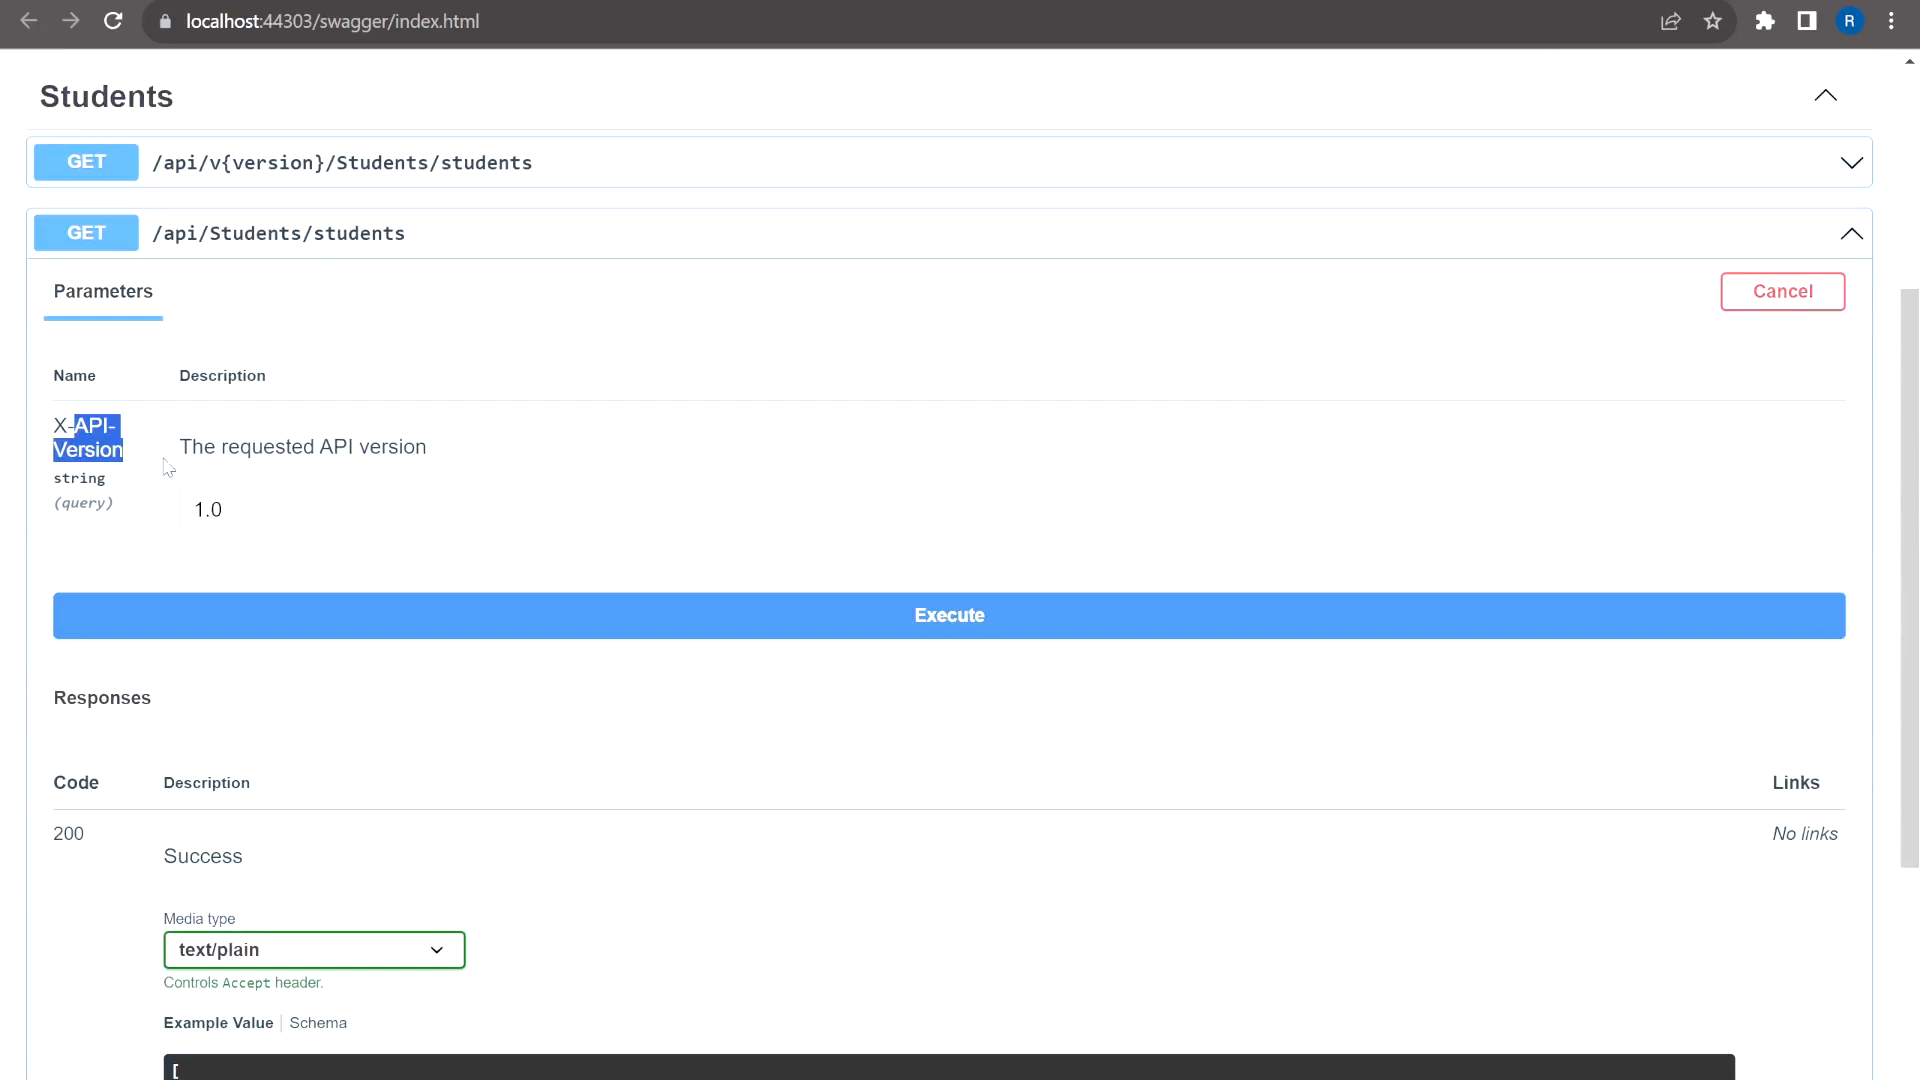 localhost:44303/swagger/index.html
R
Students
GET /api/v{version}/Students/students
GET /api/Students/students
Parameters
Cancel
Name Description
X-API-
Version
string
(query)
The requested API version
1.0
Execute
Responses
Code Description Links
200
Success
No links
Media type
text/plain
Controls Accept header.
Example Value Schema
[